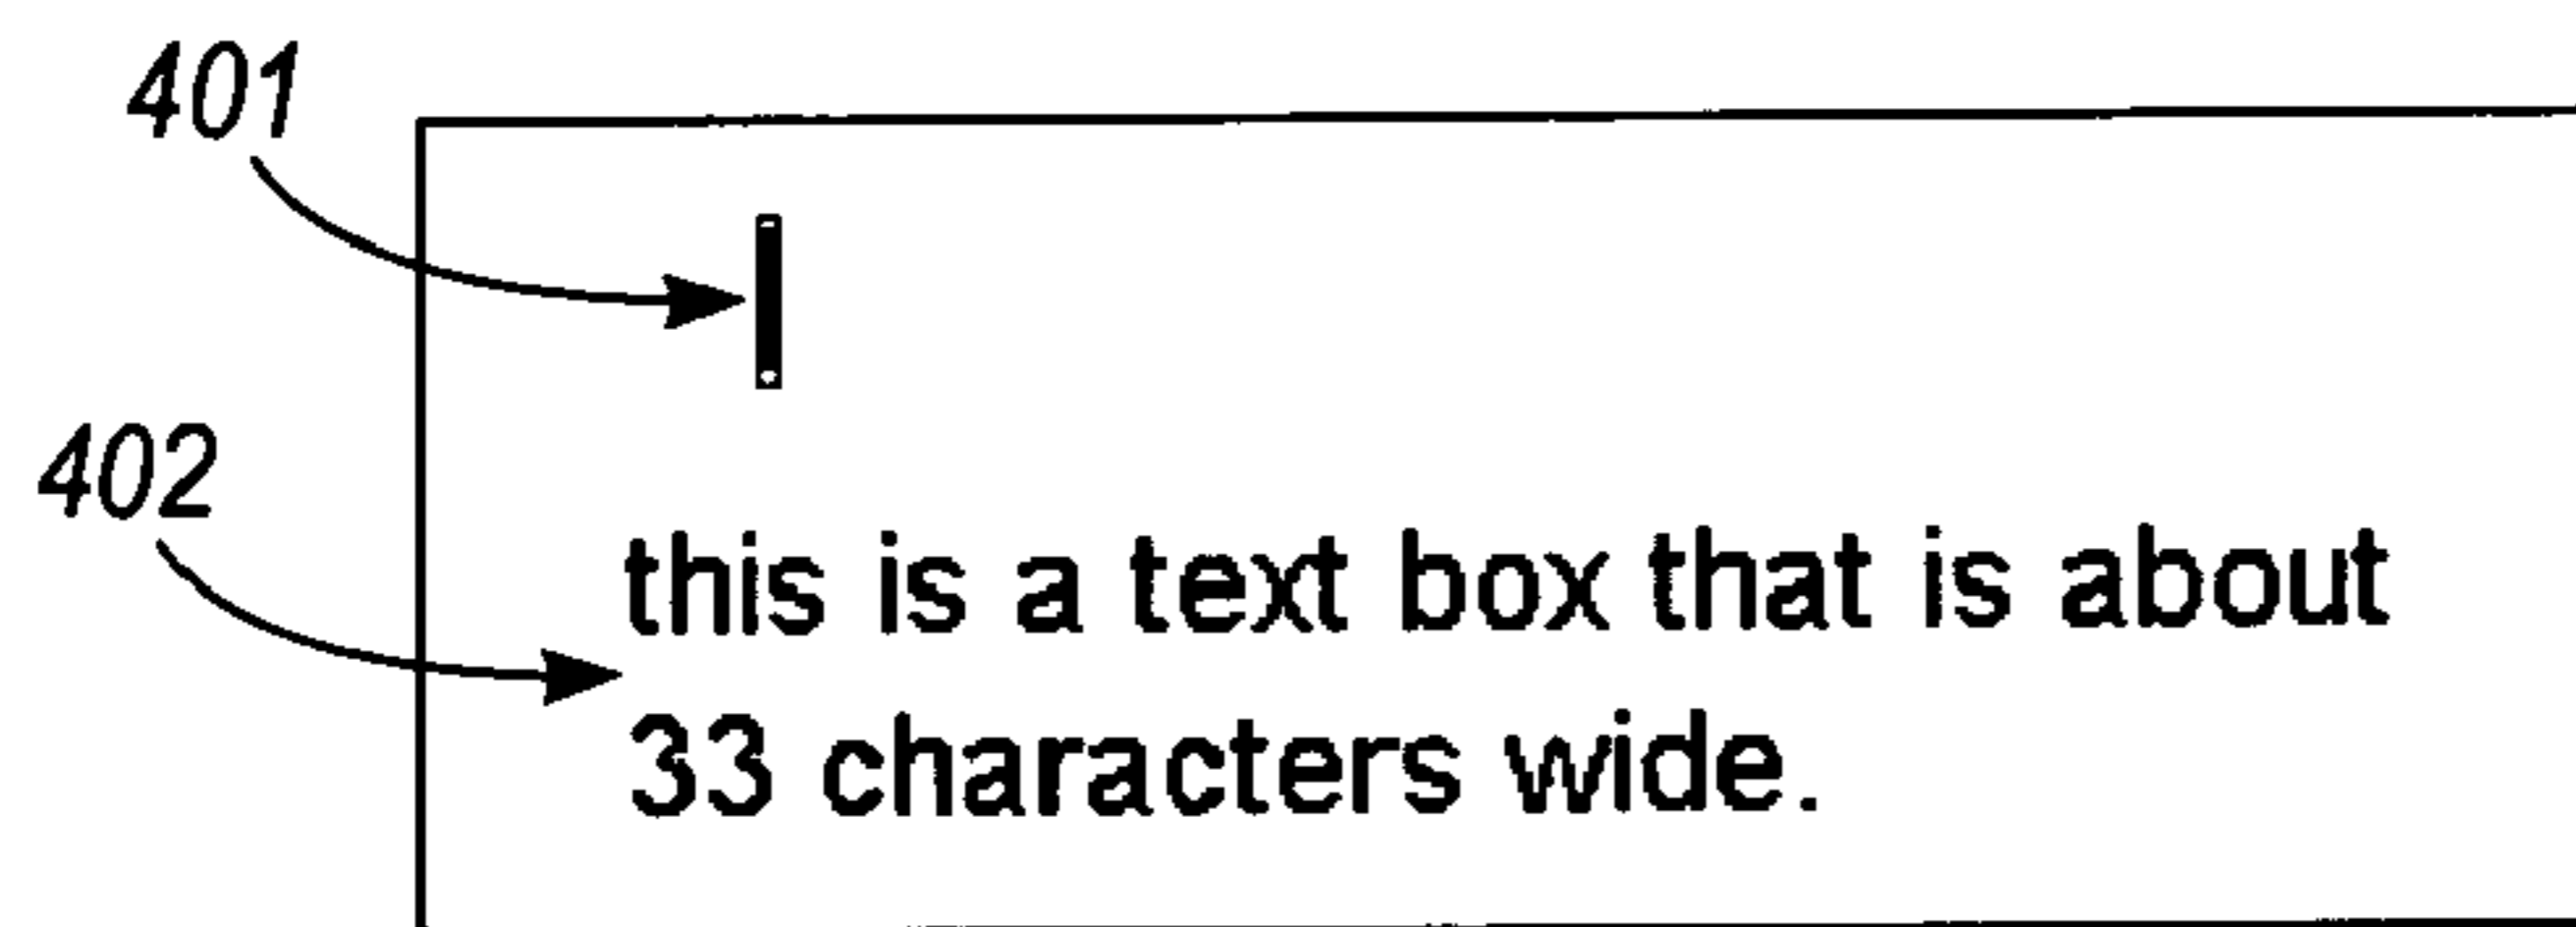 401
402
this is a text box that is about
33 characters wide.